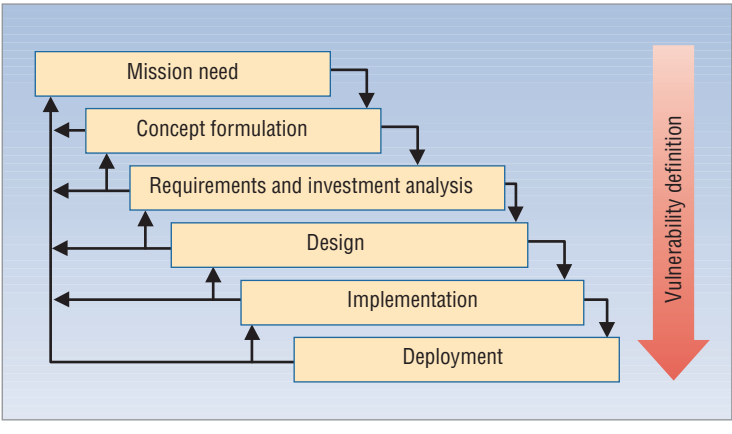 Mission need
Concept formulation
Requirements and investment analysis
Design
Implementation
Deployment
Vulnerability definition